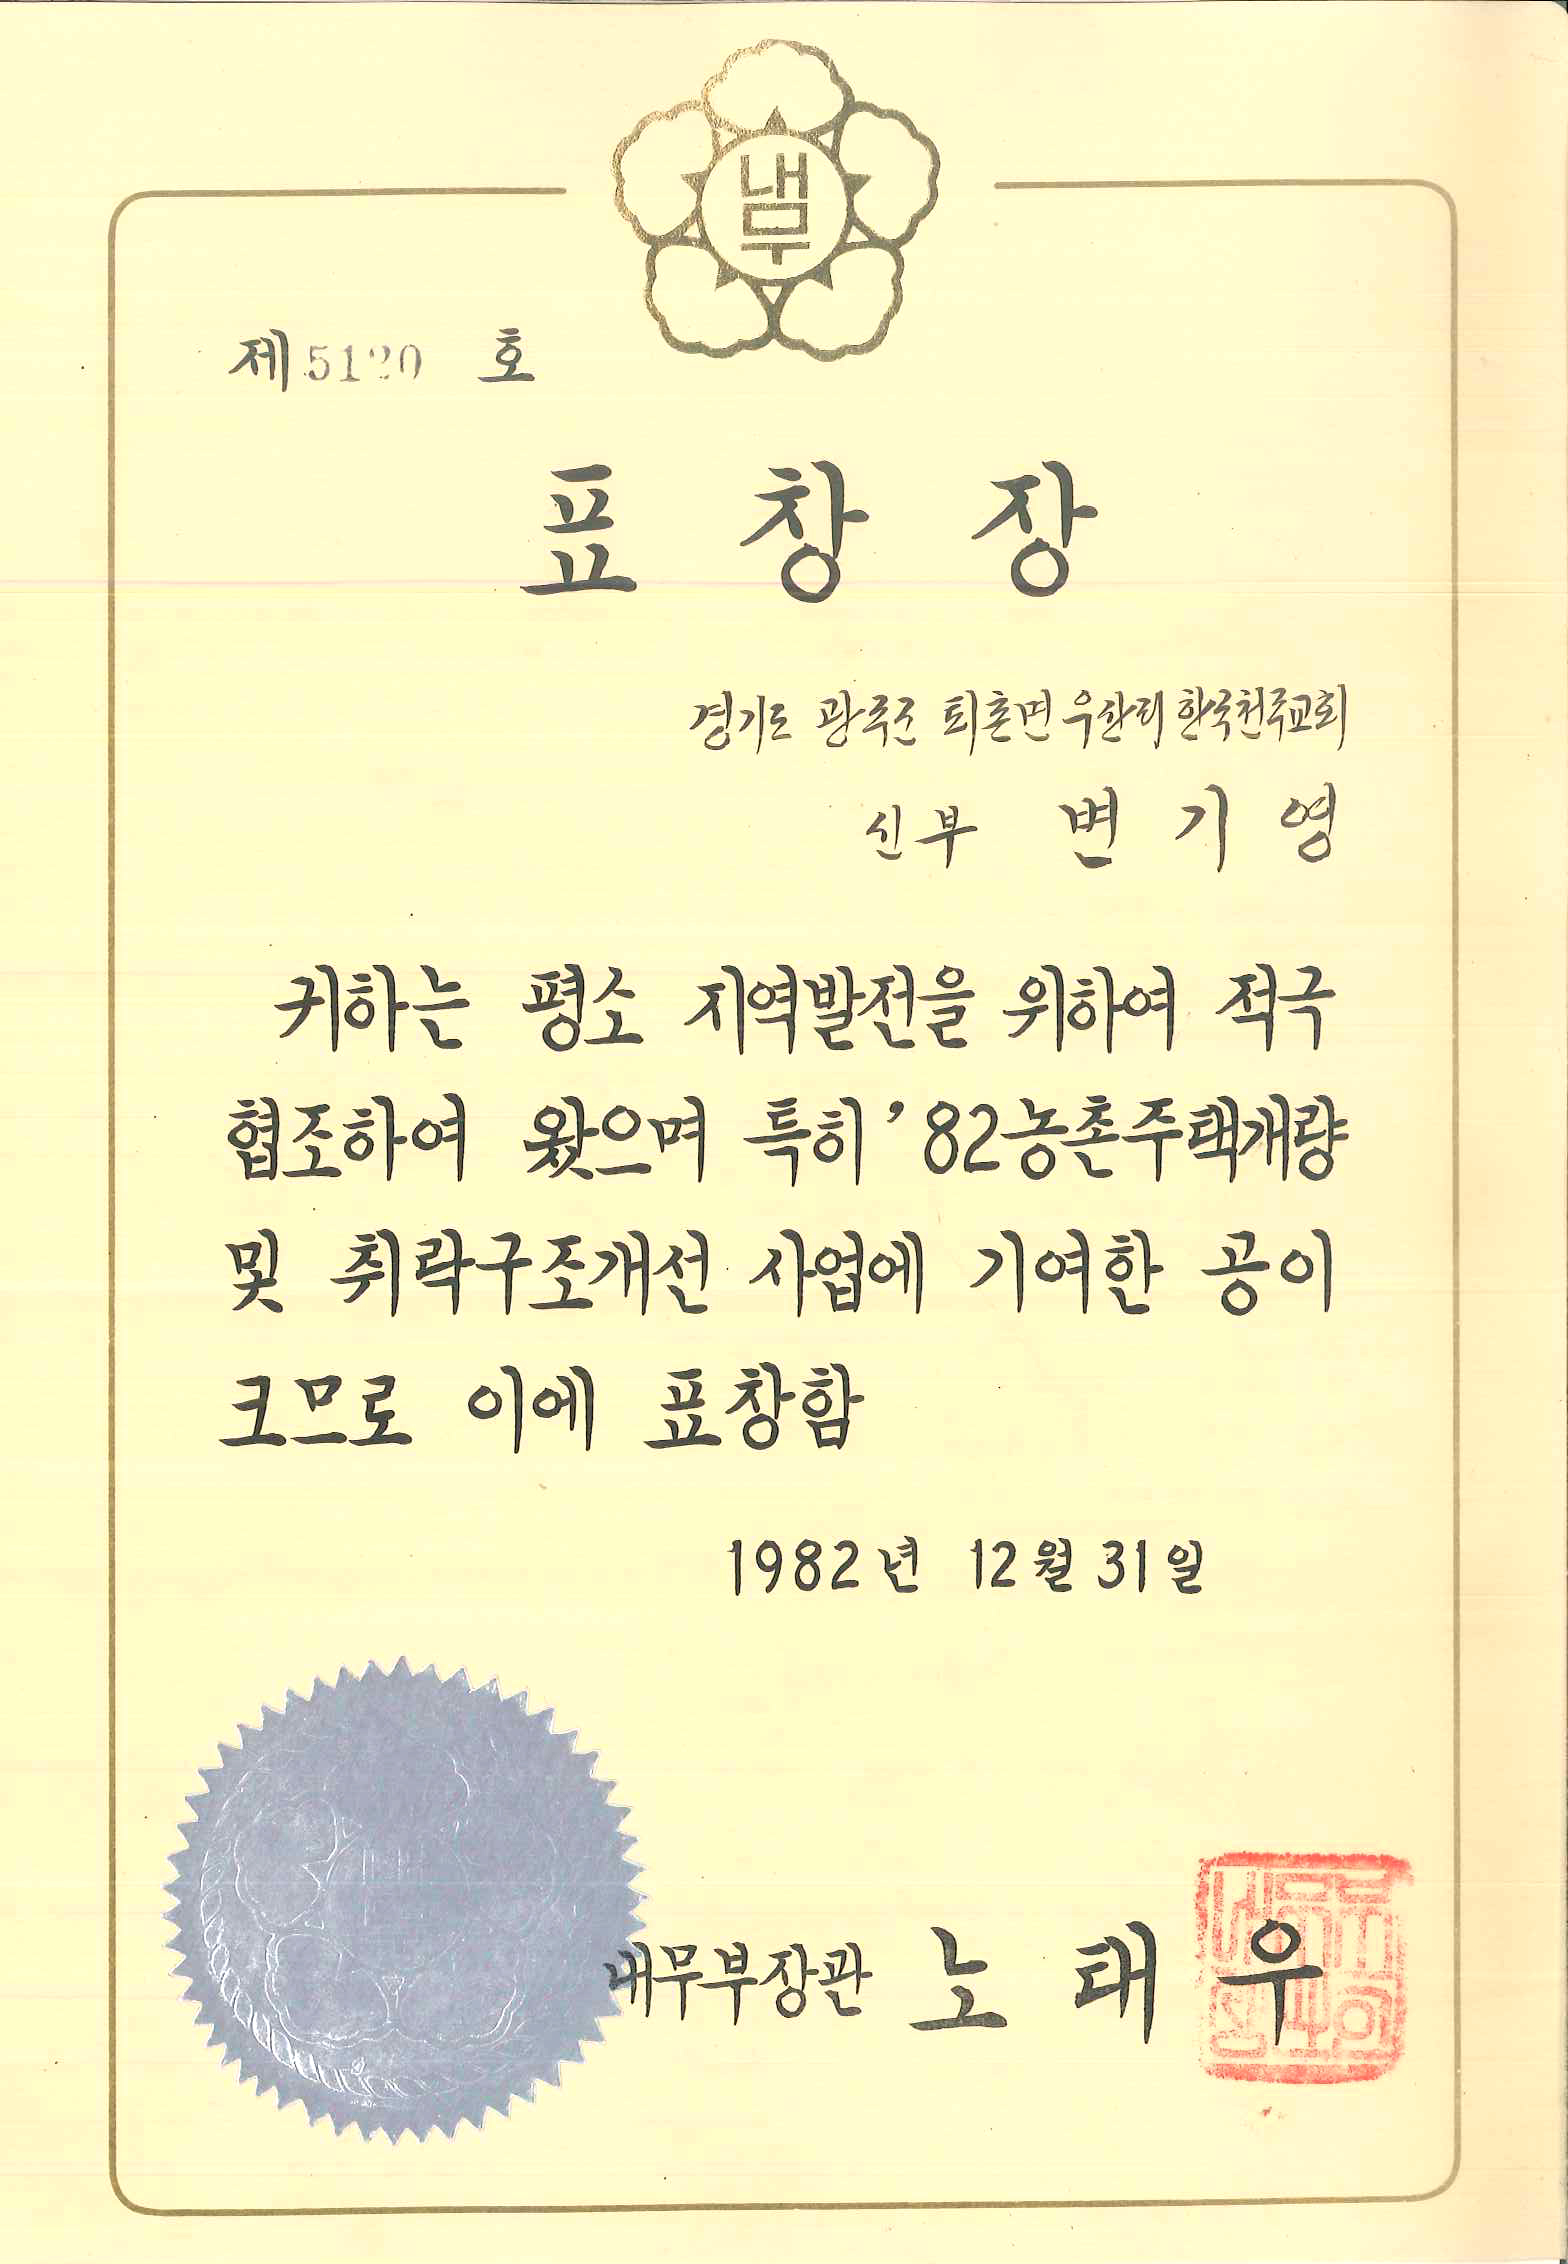 내무
제 5120 호
표 창 장
경기도 광주군 퇴촌면 우산리 한국천주교회
신부 변 기 영
귀하는 평소 지역발전을 위하여 적극
협조하여 왔으며 특히 '82농촌주택개량
및 취락구조개선 사업에 기여한 공이
크므로 이에 표창함
1982년 12월 31일
내무부장관 노 태 우